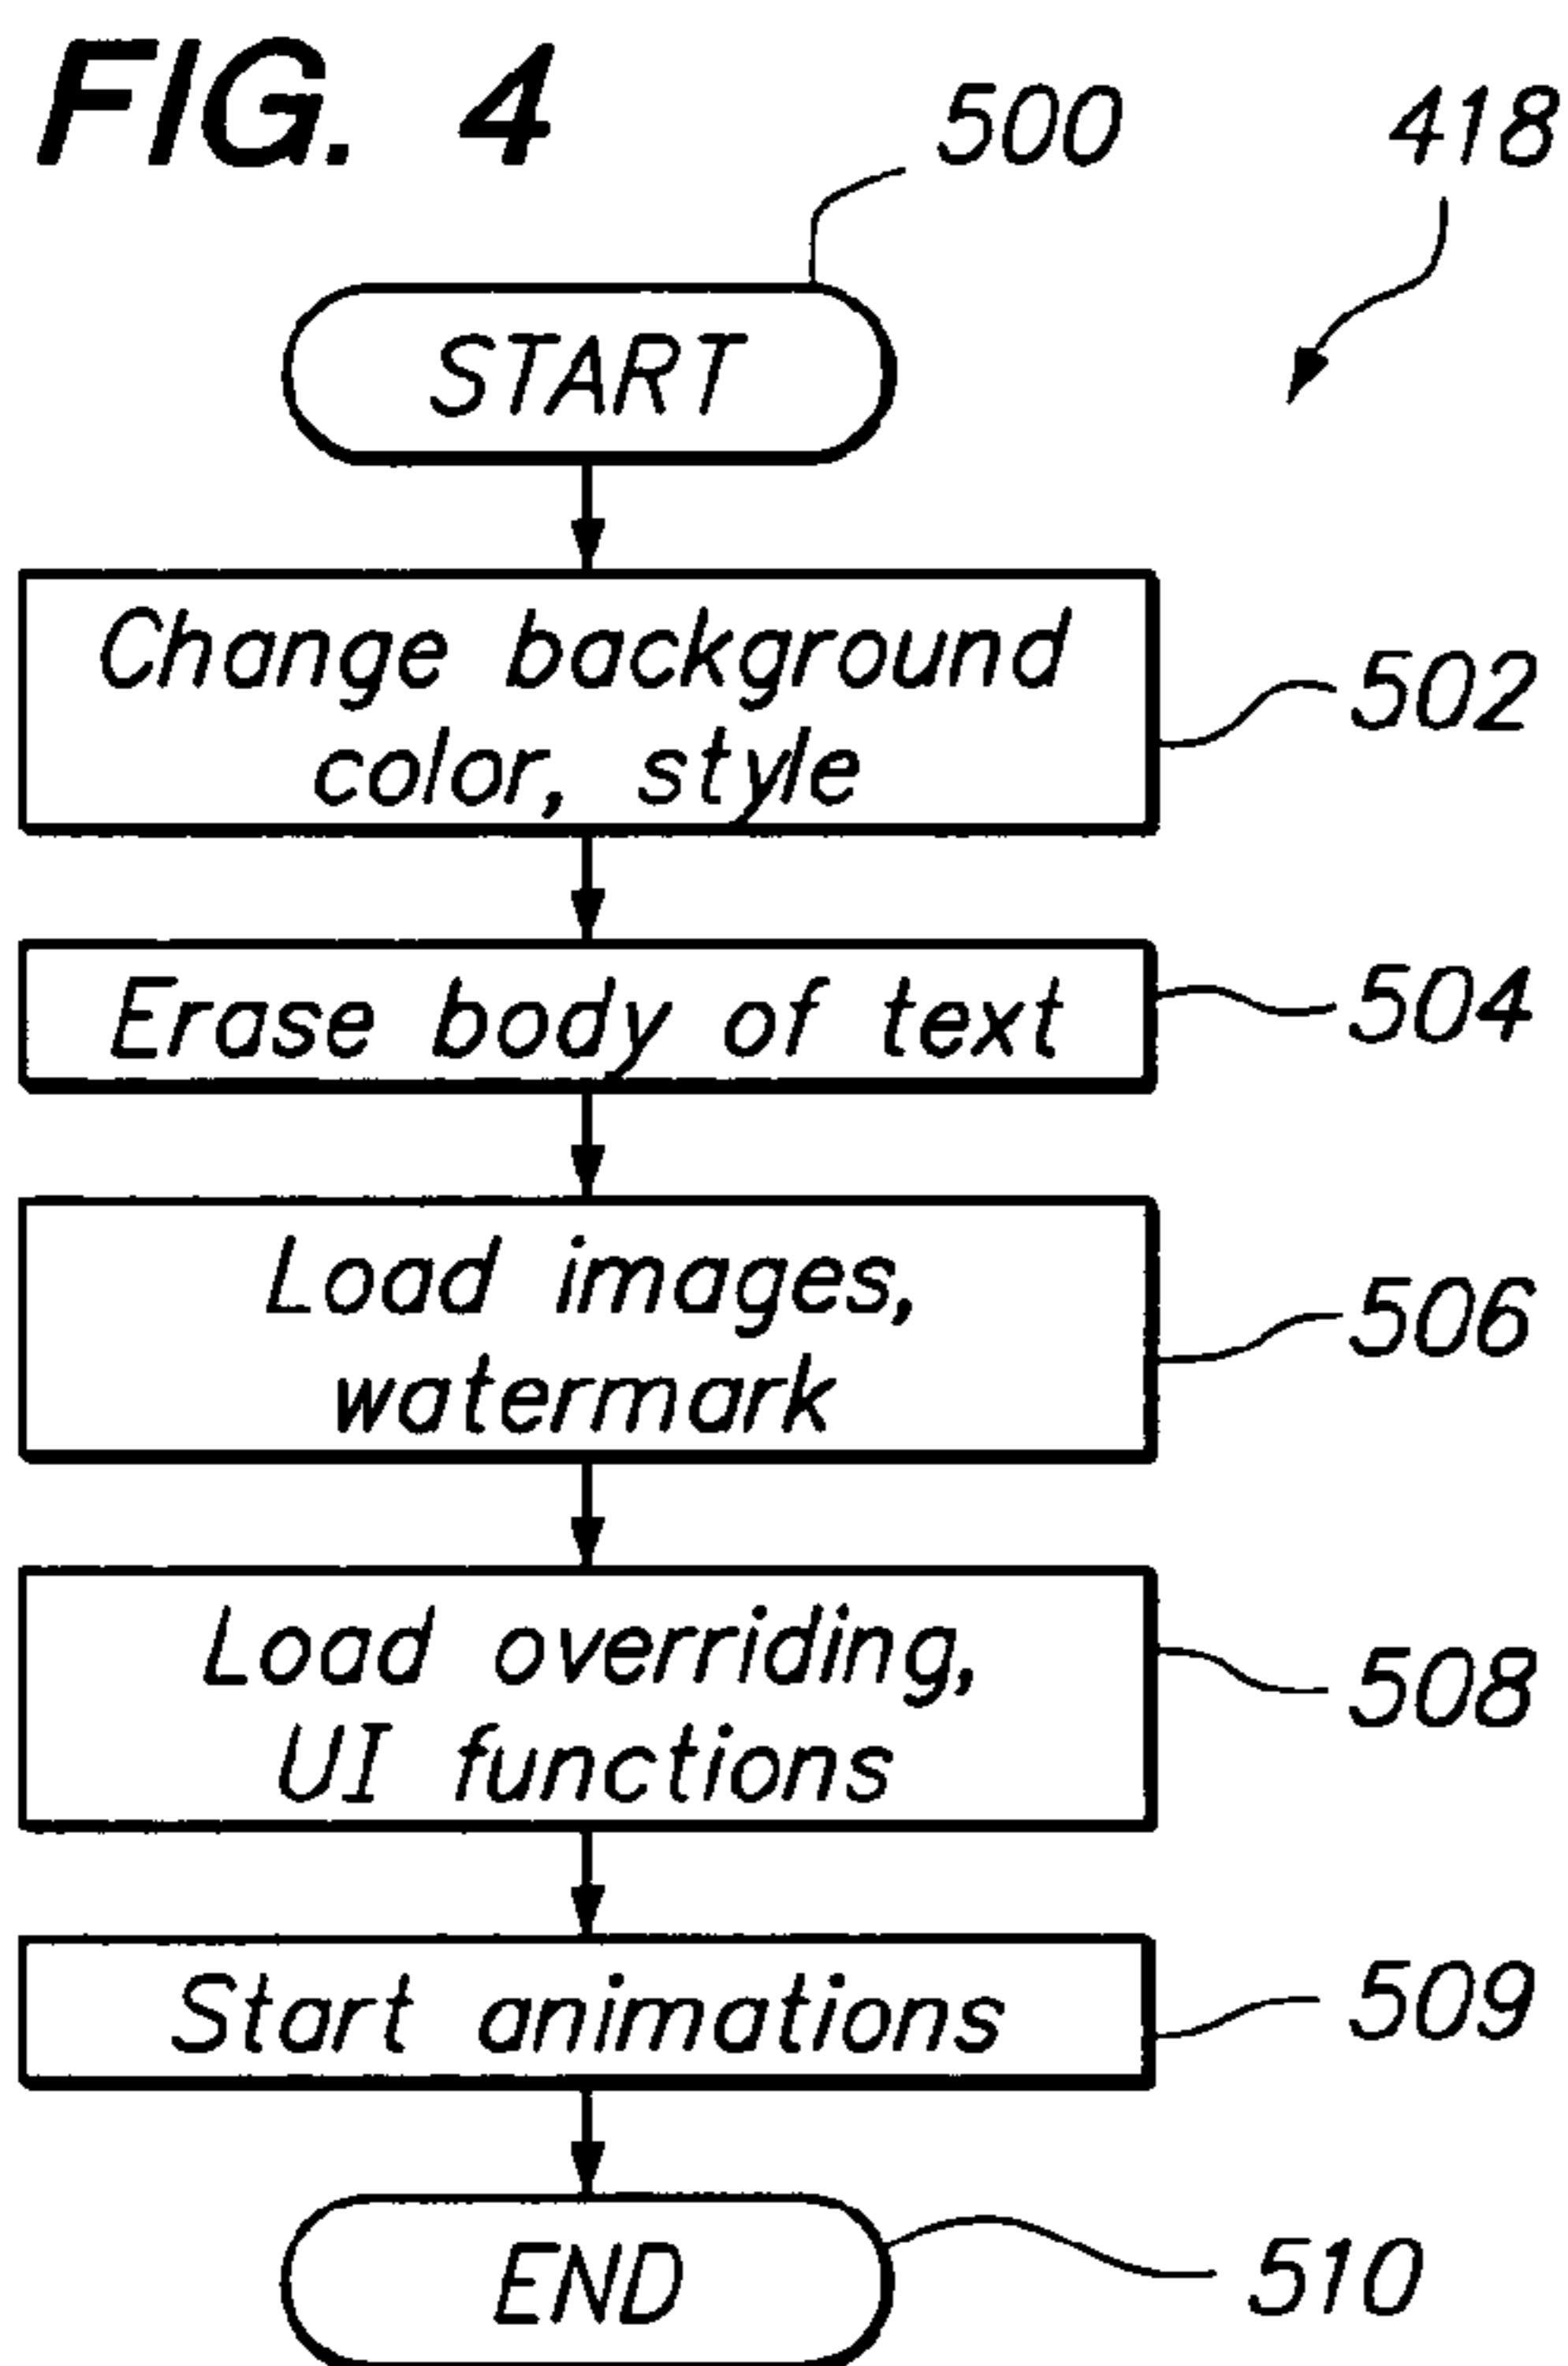 FIG. 4
500
418
START
Change background
color, style
502
Erase body of text
504
Load images,
watermark
506
Load overriding,
UI functions
508
Start animations
509
END
510